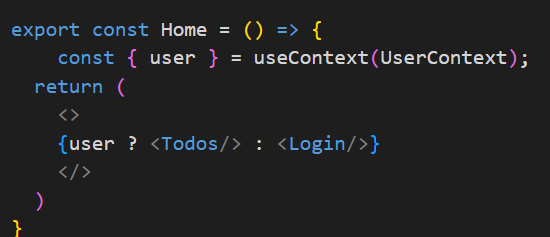 export const Home = () => {
    const { user } = useContext(UserContext);
  return (
    <>
    {user ? <Todos/> : <Login/>}
    </>
  )
}